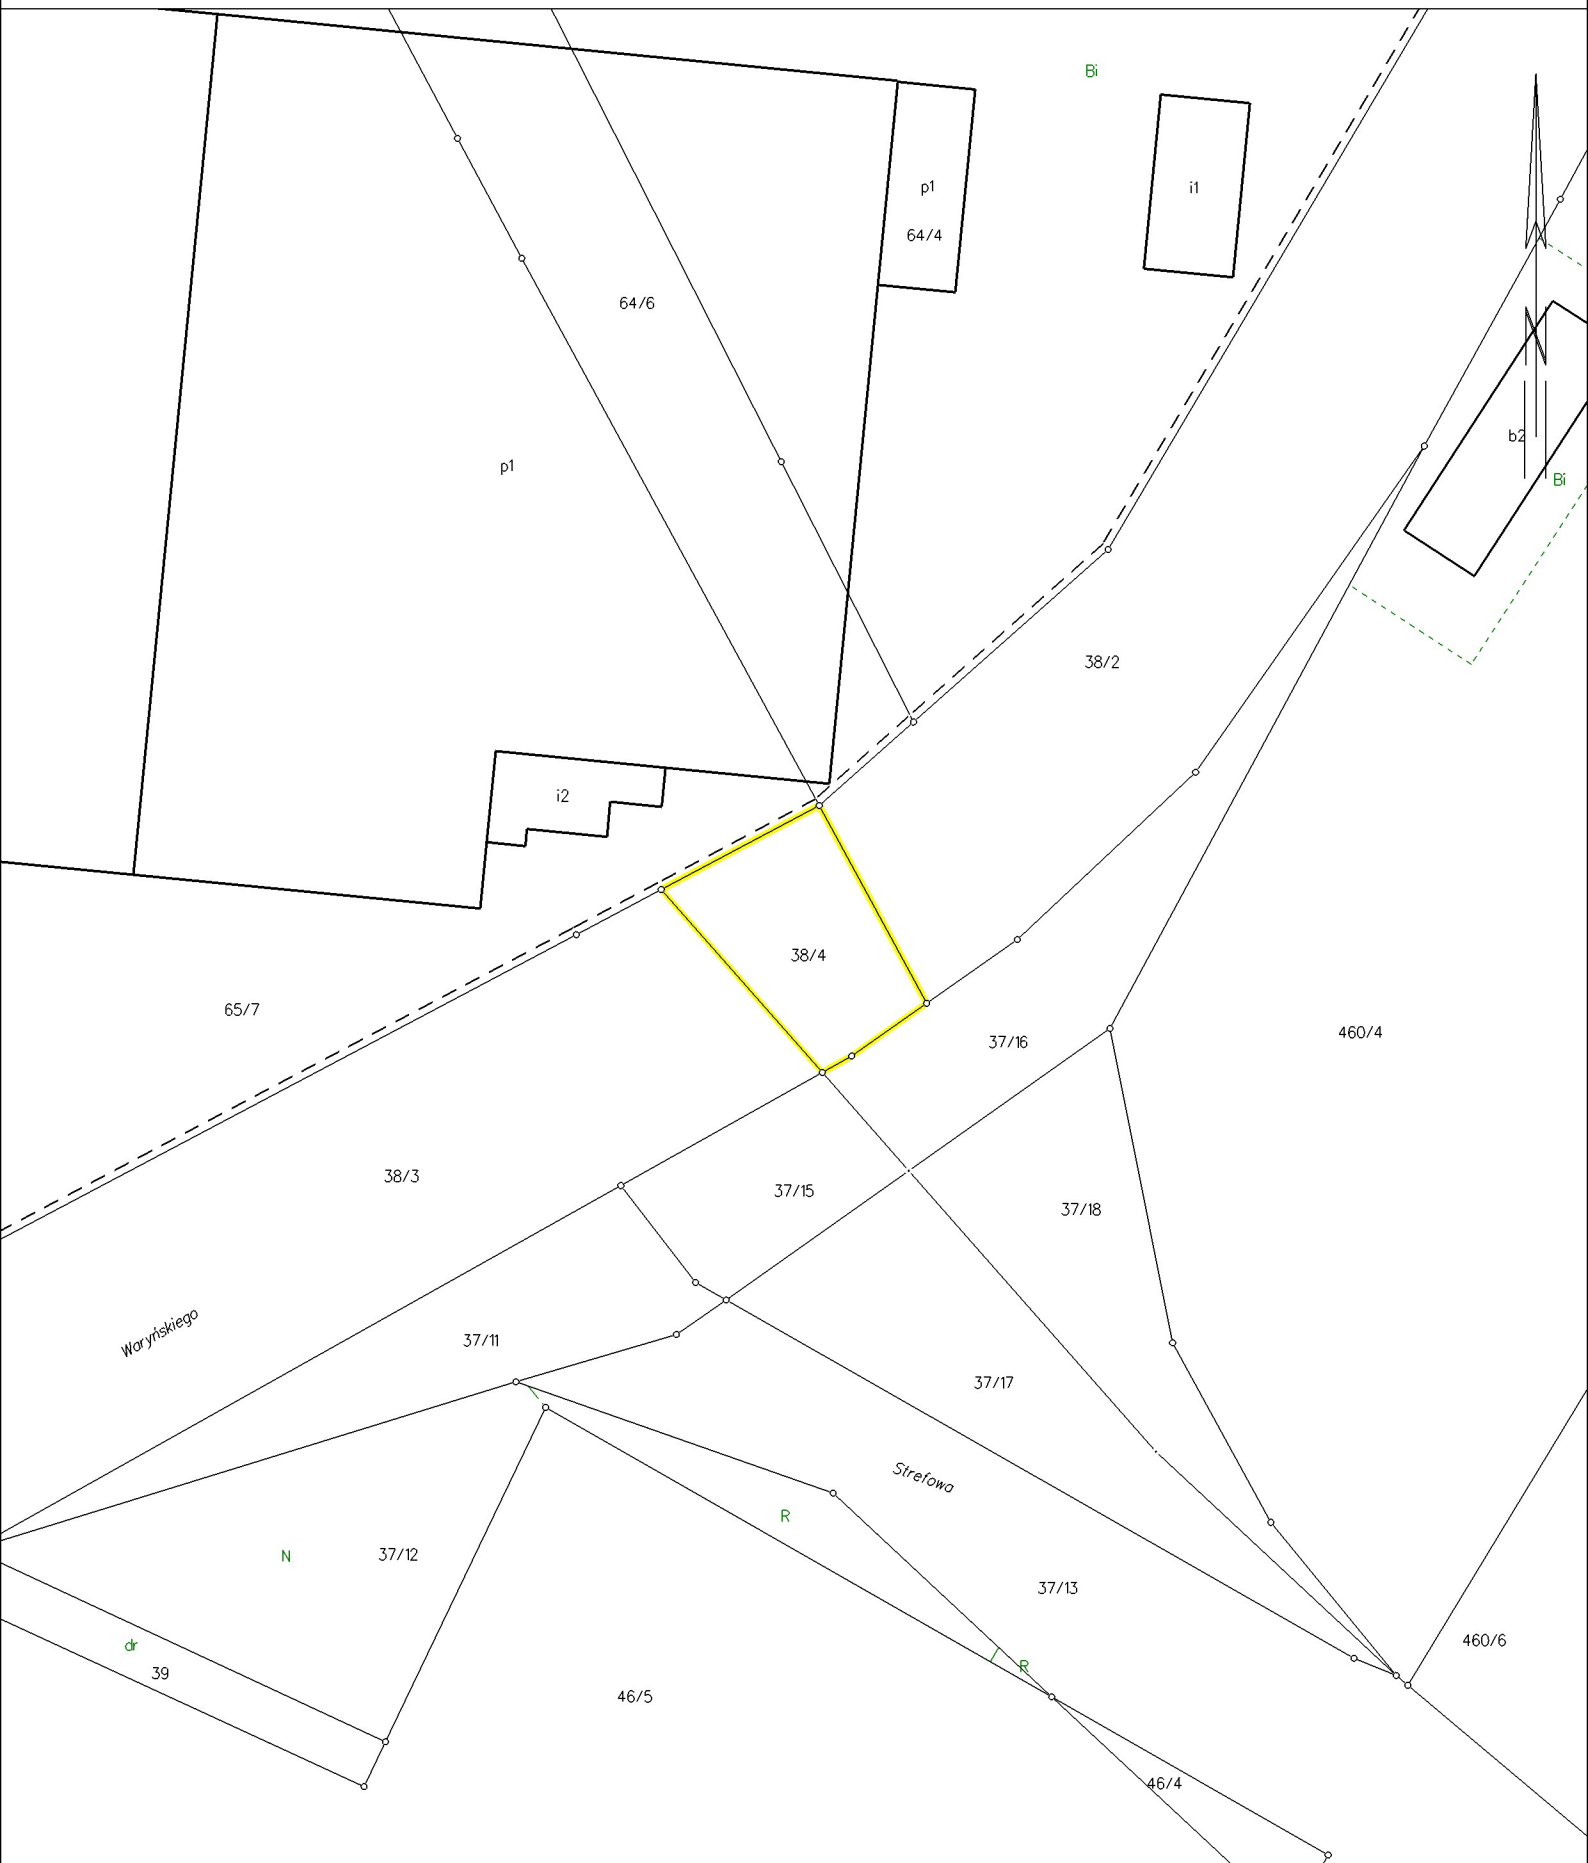 Bi
p1
i1
64/4
64/6
b2
p1
Bi
38/2
i2
38/4
65/7
460/4
37/16
38/3
37/15
37/18
Waryńskiego
37/11
37/17
Strefowa
R
N
37/12
37/13
460/6
dr
R
39
46/5
46/4
N